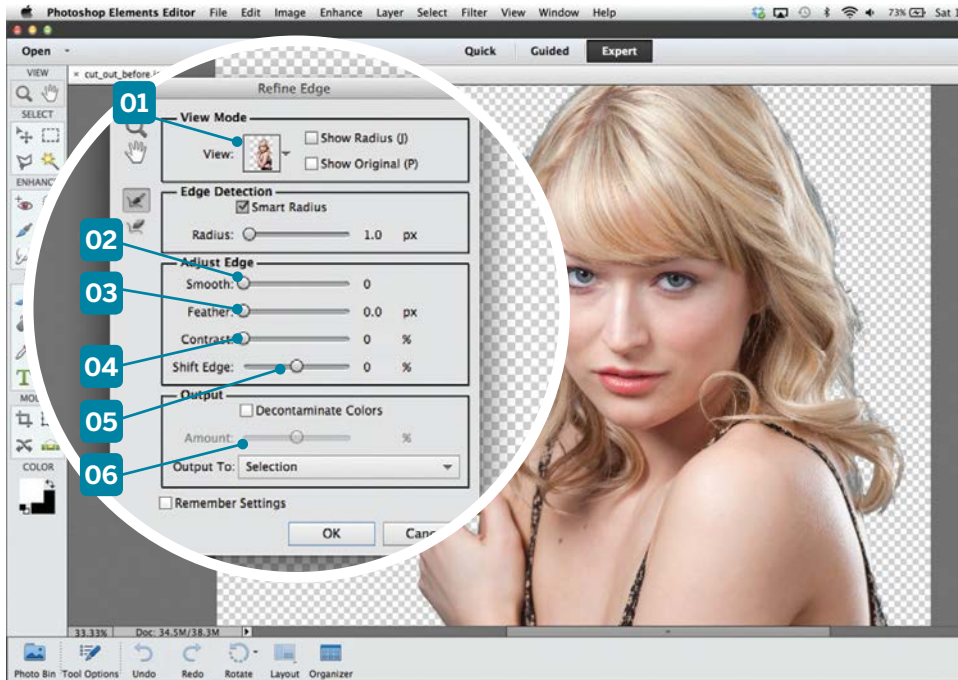 Photoshop Elements Editor File Edit Image Enhance Layer Select Filter View Window Help 73% Sat 1
Open Quick Guided Expert
VIEW
× cut_out_before.
SELECT
ENHANC
T
MO
COLOR
Refine Edge
01
View Mode
View:
Show Radius (J)
Show Original (P)
Edge Detection
Smart Radius
Radius: 1.0 px
02
Adjust Edge
Smooth: 0
03
Feather: 0.0 px
Contrast: 0 %
04
Shift Edge: 0 %
05
Output
Decontaminate Colors
Amount: %
06
Output To: Selection
Remember Settings
OK Canc
33.33% Doc: 34.5M/38.3M
Photo Bin Tool Options Undo Redo Rotate Layout Organizer